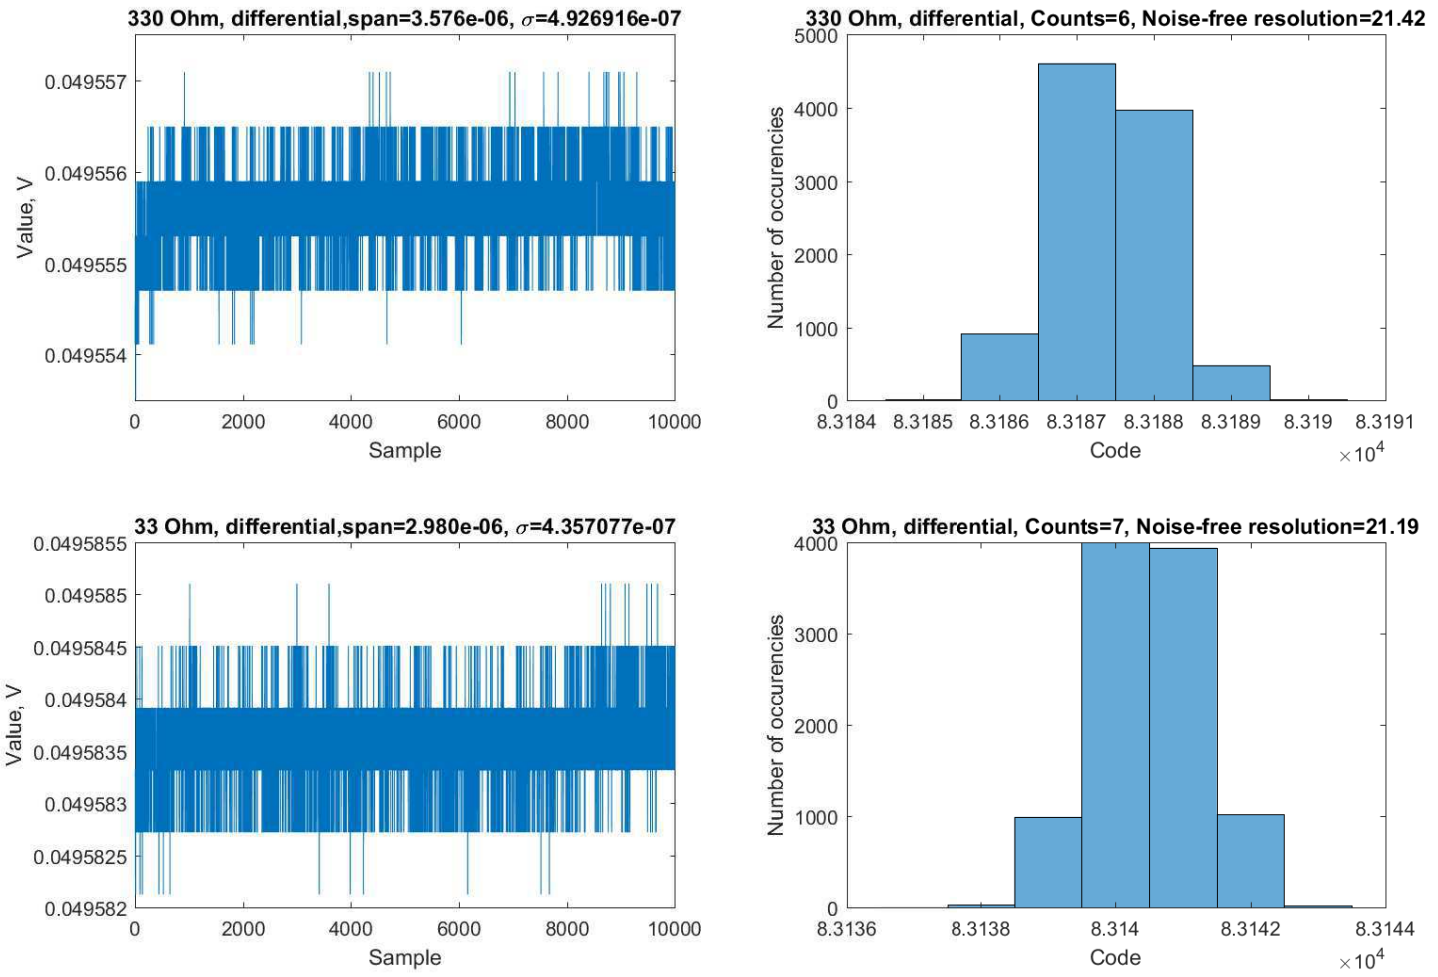 330 Ohm, differential,span=3.576e-06, σ=4.926916e-07
0.049557
0.049556
0.049555
0.049554
Value, V
0 2000 4000 6000 8000 10000
Sample
330 Ohm, differential, Counts=6, Noise-free resolution=21.42
5000
4000
3000
2000
1000
0
Number of occurencies
8.3184 8.3185 8.3186 8.3187 8.3188 8.3189 8.319 8.3191
Code
×10⁴
33 Ohm, differential,span=2.980e-06, σ=4.357077e-07
0.0495855
0.049585
0.0495845
0.049584
0.0495835
0.049583
0.0495825
0.049582
Value, V
0 2000 4000 6000 8000 10000
Sample
33 Ohm, differential, Counts=7, Noise-free resolution=21.19
4000
3000
2000
1000
0
Number of occurencies
8.3136 8.3138 8.314 8.3142 8.3144
Code
×10⁴